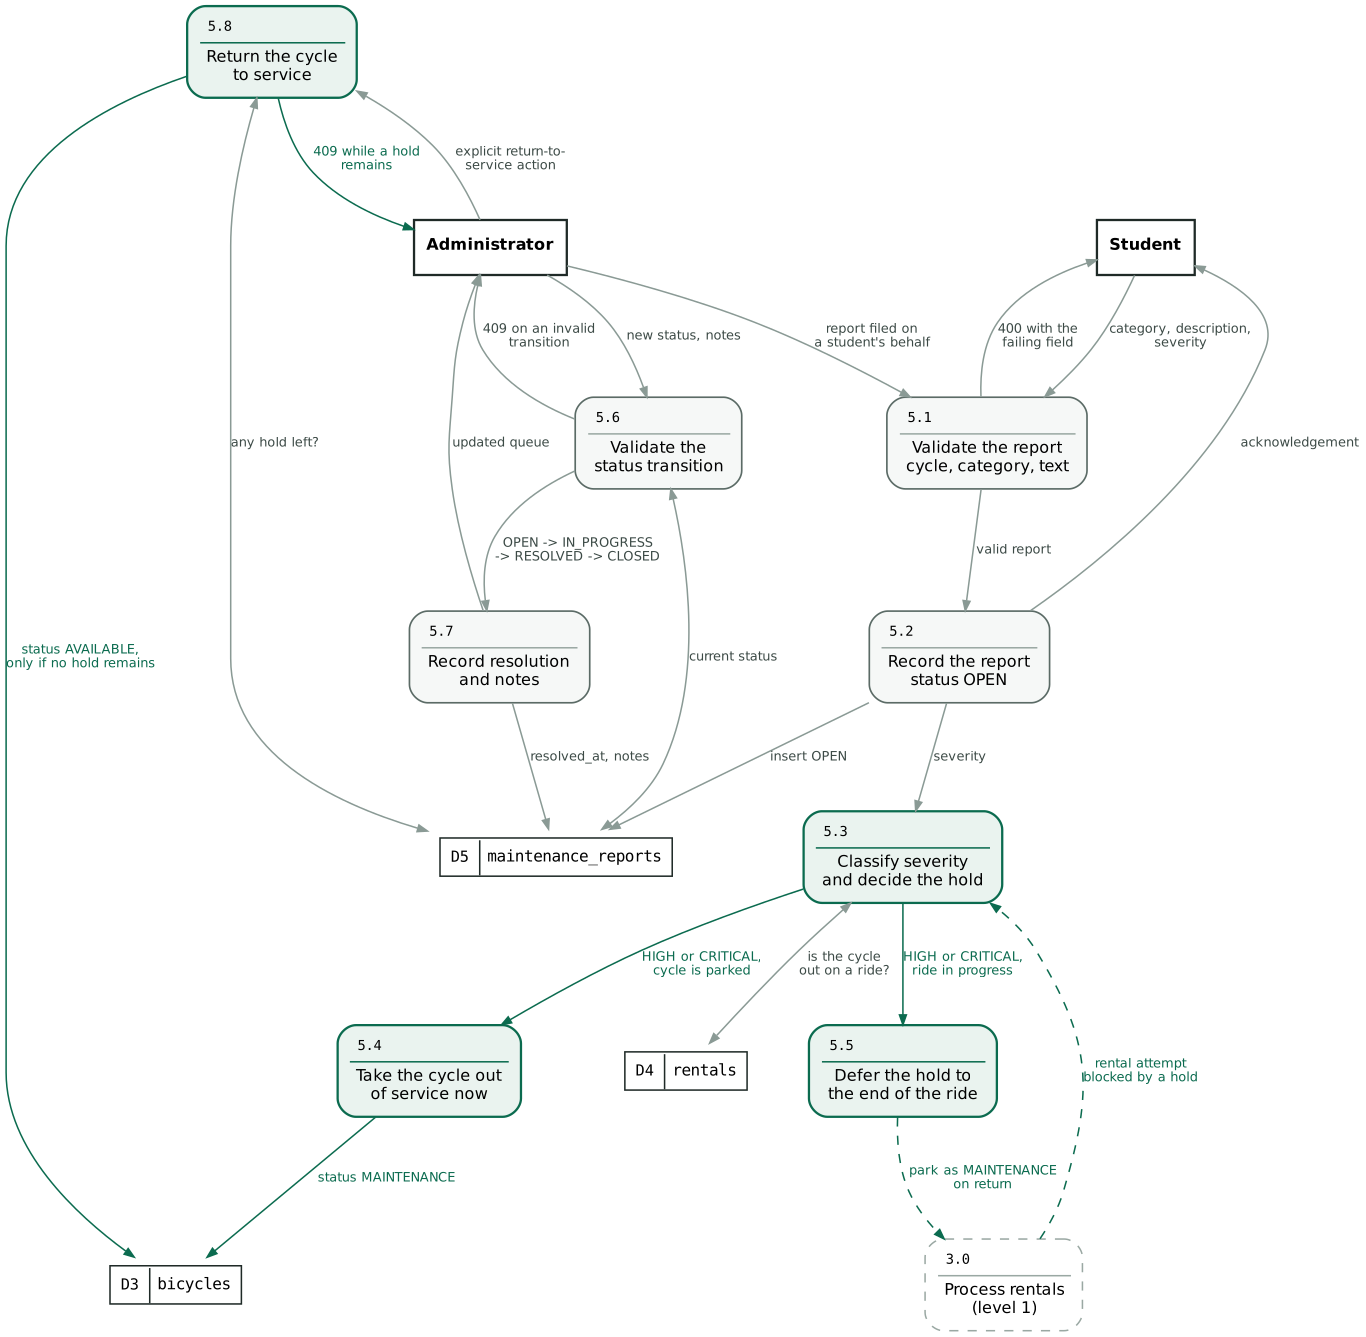 5.8
Return the cycle
to service
409 while a hold
remains
explicit return-to-
service action
Administrator
Student
409 on an invalid
transition
new status, notes
report filed on
a student's behalf
400 with the
failing field
category, description,
severity
any hold left?
updated queue
5.6
Validate the
status transition
5.1
Validate the report
cycle, category, text
acknowledgement
OPEN -> IN_PROGRESS
-> RESOLVED -> CLOSED
valid report
status AVAILABLE,
only if no hold remains
5.7
Record resolution
and notes
current status
5.2
Record the report
status OPEN
resolved_at, notes
insert OPEN
severity
D5
maintenance_reports
5.3
Classify severity
and decide the hold
HIGH or CRITICAL,
cycle is parked
is the cycle
out on a ride?
HIGH or CRITICAL,
ride in progress
5.4
Take the cycle out
of service now
D4
rentals
5.5
Defer the hold to
the end of the ride
rental attempt
blocked by a hold
status MAINTENANCE
park as MAINTENANCE
on return
D3
bicycles
3.0
Process rentals
(level 1)